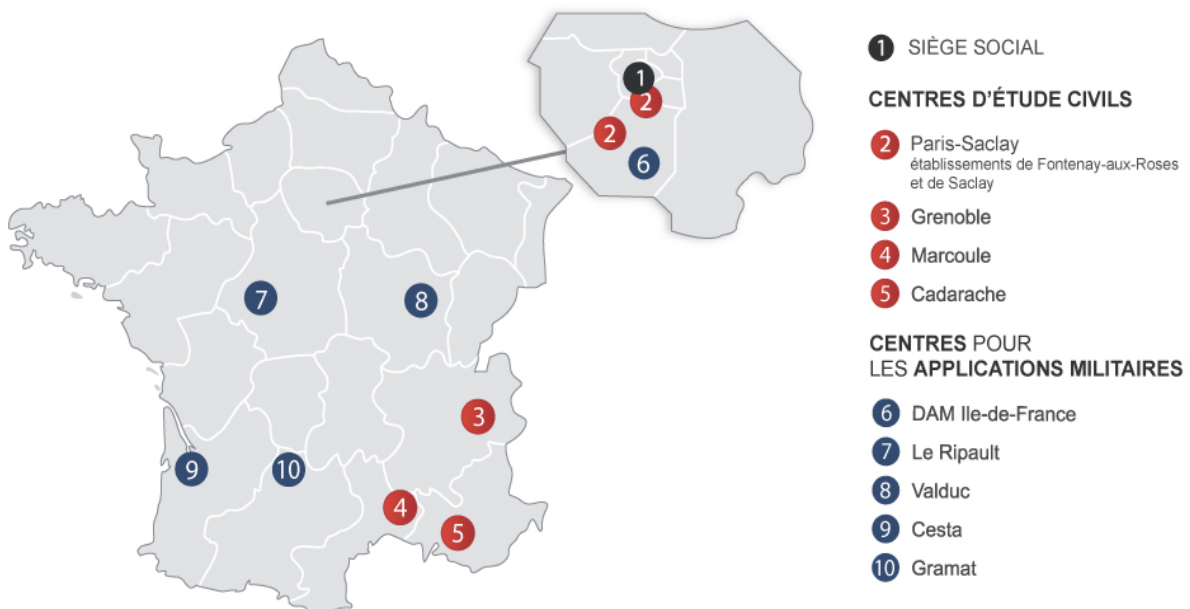 1
2
2
6
7
8
3
9
10
4
5
1 SIÈGE SOCIAL
CENTRES D'ÉTUDE CIVILS
2 Paris-Saclay
établissements de Fontenay-aux-Roses
et de Saclay
3 Grenoble
4 Marcoule
5 Cadarache
CENTRES POUR
LES APPLICATIONS MILITAIRES
6 DAM Ile-de-France
7 Le Ripault
8 Valduc
9 Cesta
10 Gramat